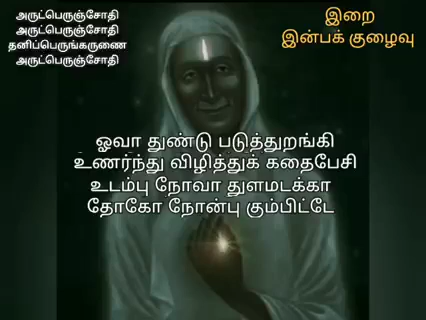 அருட்பெருஞ்சோதி
அருட்பெருஞ்சோதி
தனிப்பெருங்கருணை
அருட்பெருஞ்சோதி
இறை
இன்பக் குழைவு
ஓவா துண்டு படுத்துறங்கி
உணர்ந்து விழித்துக் கதைபேசி
உடம்பு நோவா துளமடக்கா
தோகோ நோன்பு கும்பிட்டே